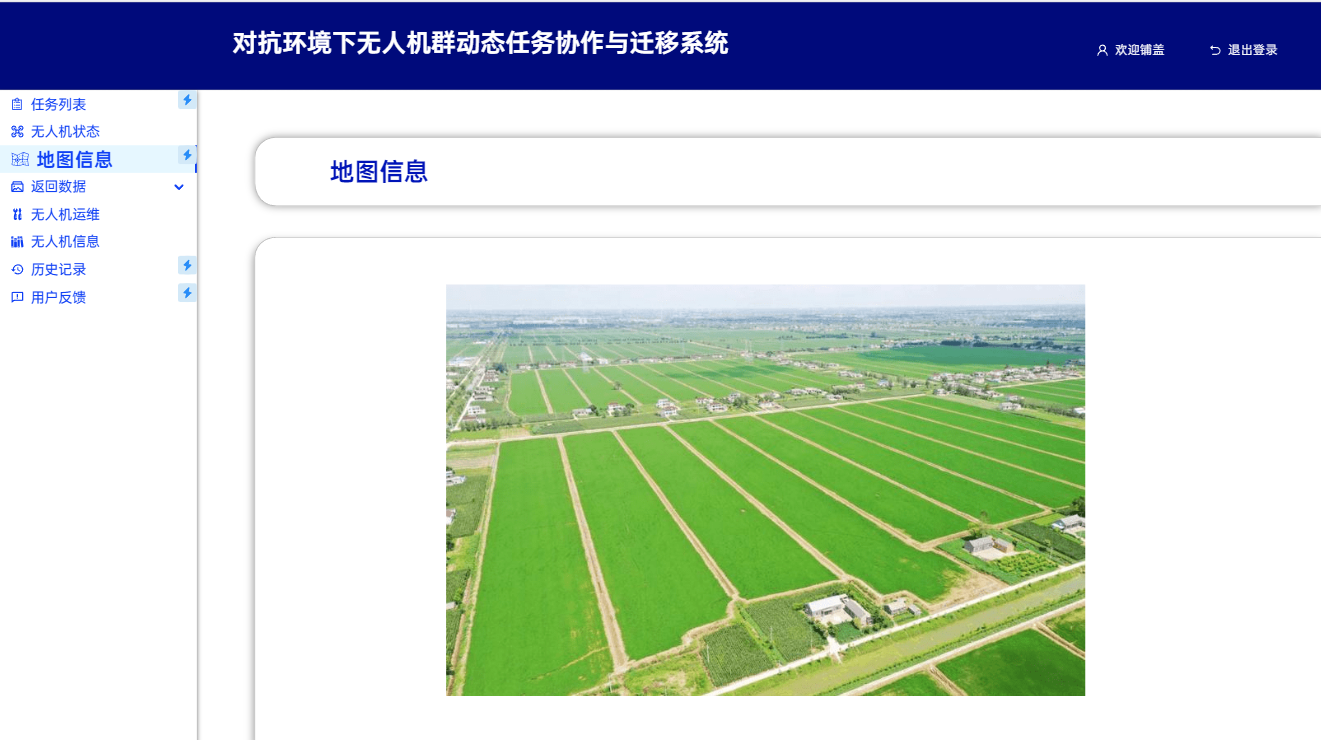 对抗环境下无人机群动态任务协作与迁移系统
欢迎铺盖
退出登录
任务列表
无人机状态
地图信息
返回数据
无人机运维
无人机信息
历史记录
用户反馈
地图信息